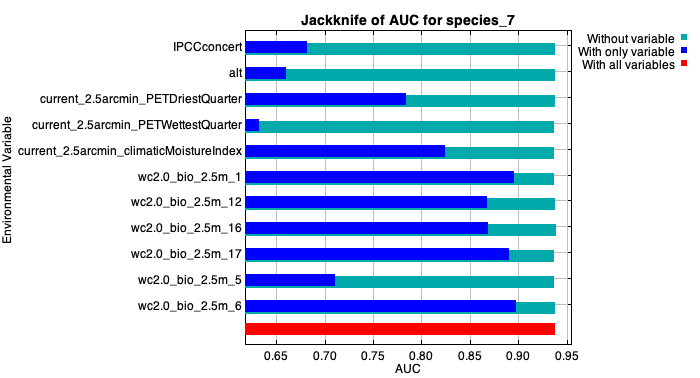 Jackknife of AUC for species_7
Without variable
With only variable
With all variables
Environmental Variable
IPCCconcert
alt
current_2.5arcmin_PETDriestQuarter
current_2.5arcmin_PETWettestQuarter
current_2.5arcmin_climaticMoistureIndex
wc2.0_bio_2.5m_1
wc2.0_bio_2.5m_12
wc2.0_bio_2.5m_16
wc2.0_bio_2.5m_17
wc2.0_bio_2.5m_5
wc2.0_bio_2.5m_6
0.65 0.70 0.75 0.80 0.85 0.90 0.95
AUC